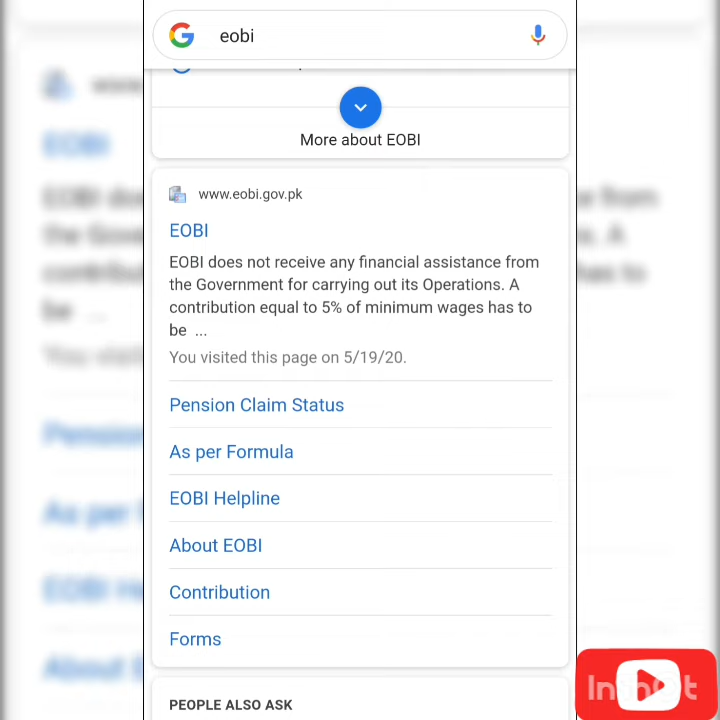 eobi
More about EOBI
www.eobi.gov.pk
EOBI
EOBI does not receive any financial assistance from
the Government for carrying out its Operations. A
contribution equal to 5% of minimum wages has to
be ...
You visited this page on 5/19/20.
Pension Claim Status
As per Formula
EOBI Helpline
About EOBI
Contribution
Forms
PEOPLE ALSO ASK